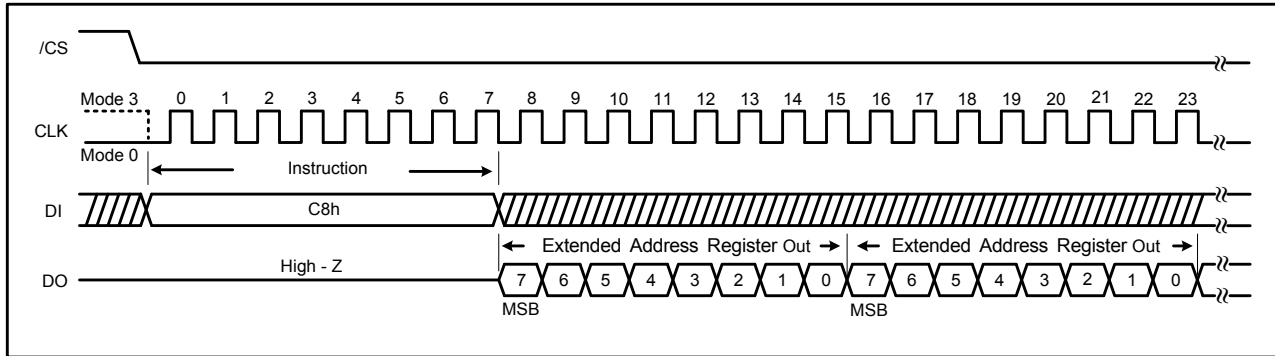 /CS
Mode 3 0 1 2 3 4 5 6 7 8 9 10 11 12 13 14 15 16 17 18 19 20 21 22 23
CLK
Mode 0
Instruction
DI C8h
Extended Address Register Out Extended Address Register Out
High - Z
DO 7 6 5 4 3 2 1 0 7 6 5 4 3 2 1 0
MSB MSB